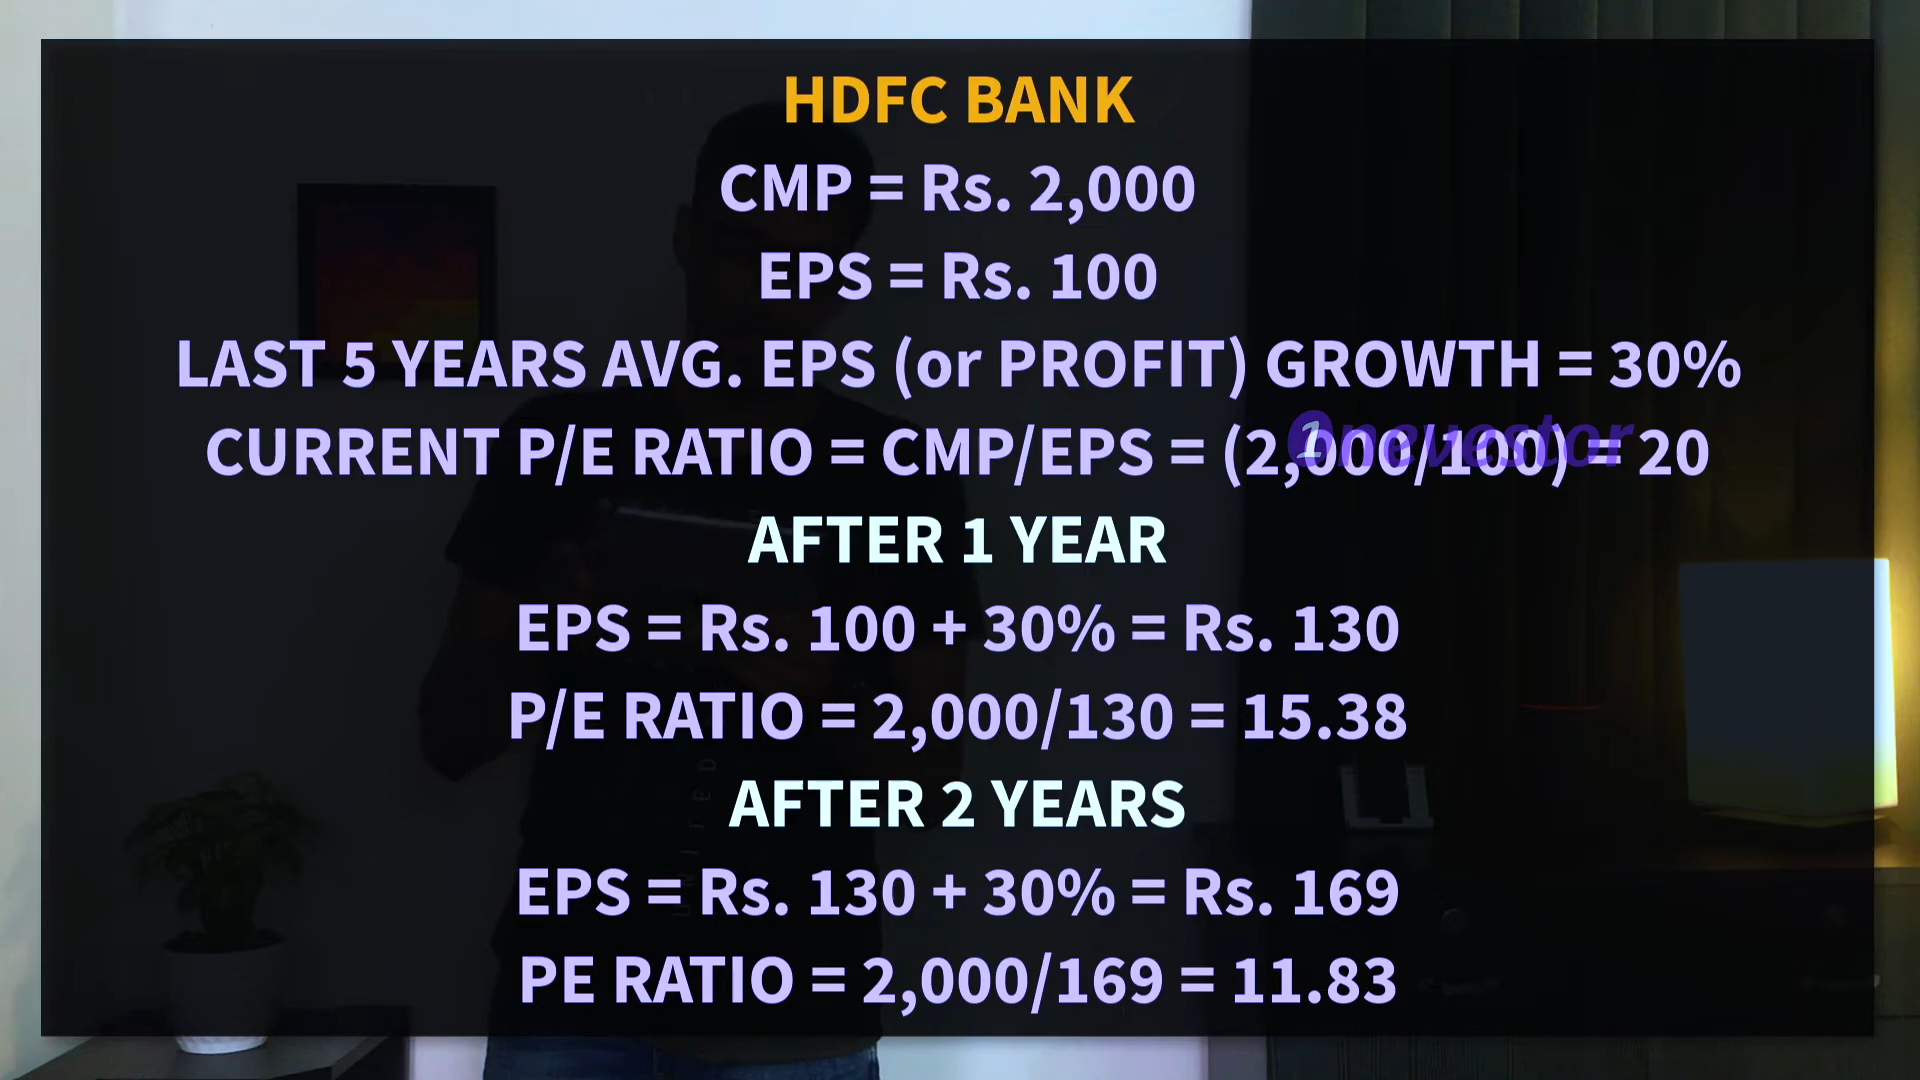 HDFC BANK
CMP = Rs. 2,000
EPS = Rs. 100
LAST 5 YEARS AVG. EPS (or PROFIT) GROWTH = 30%
CURRENT P/E RATIO = CMP/EPS = (2,000/100) = 20
1nevestor
AFTER 1 YEAR
EPS = Rs. 100 + 30% = Rs. 130
P/E RATIO = 2,000/130 = 15.38
AFTER 2 YEARS
EPS = Rs. 130 + 30% = Rs. 169
PE RATIO = 2,000/169 = 11.83